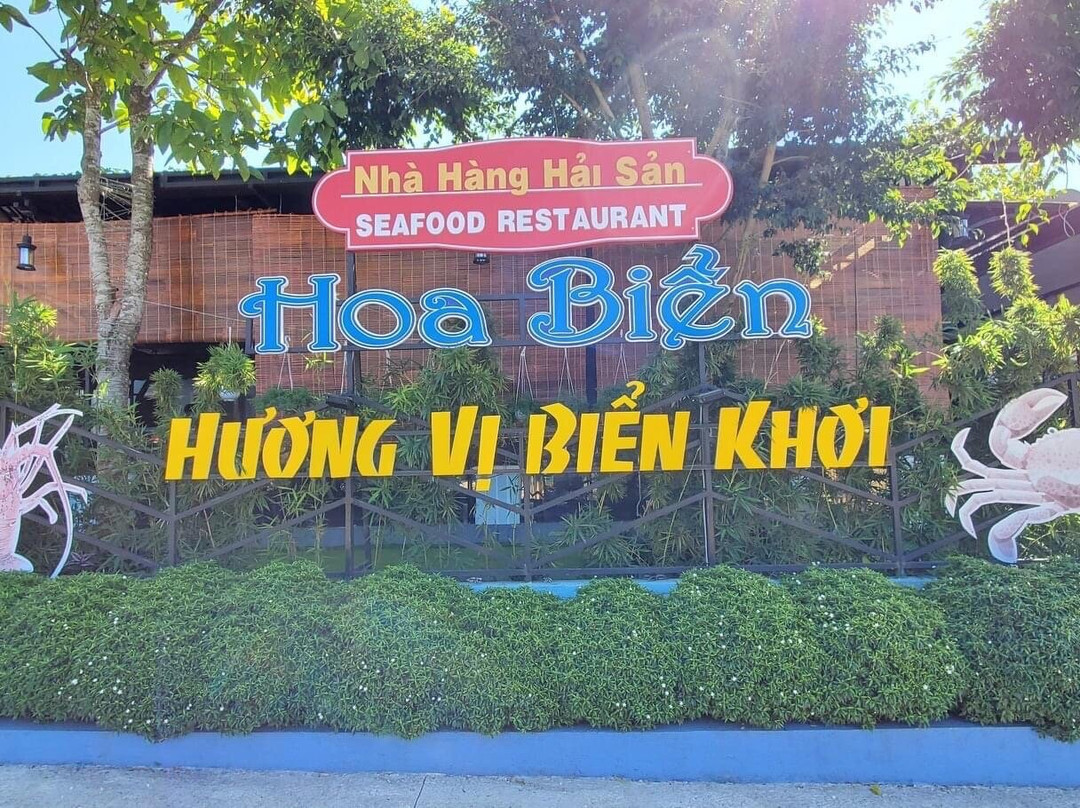 Nhà Hàng Hải Sản
SEAFOOD RESTAURANT
Hoa Biển
HƯƠNG VỊ BIỂN KHƠI